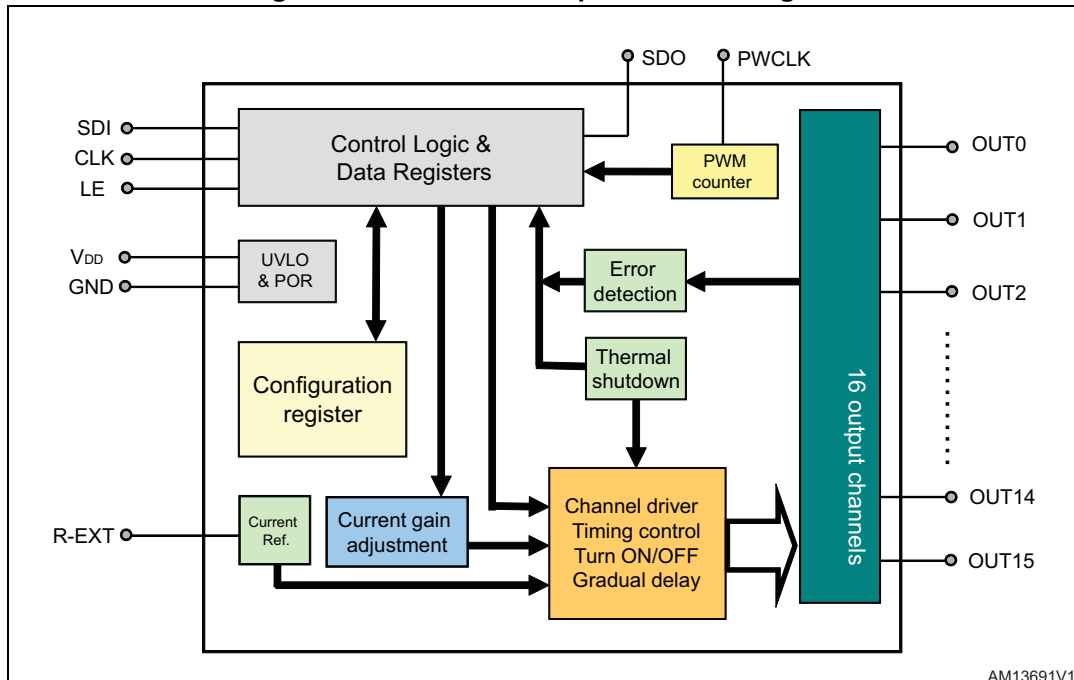 SDO
PWCLK
SDI
CLK
LE
Control Logic &
Data Registers
PWM
counter
OUT0
OUT1
VDD
GND
UVLO
& POR
Error
detection
OUT2
Thermal
shutdown
Configuration
register
16 output channels
R-EXT
Current
Ref.
Current gain
adjustment
Channel driver
Timing control
Turn ON/OFF
Gradual delay
OUT14
OUT15
AM13691V1